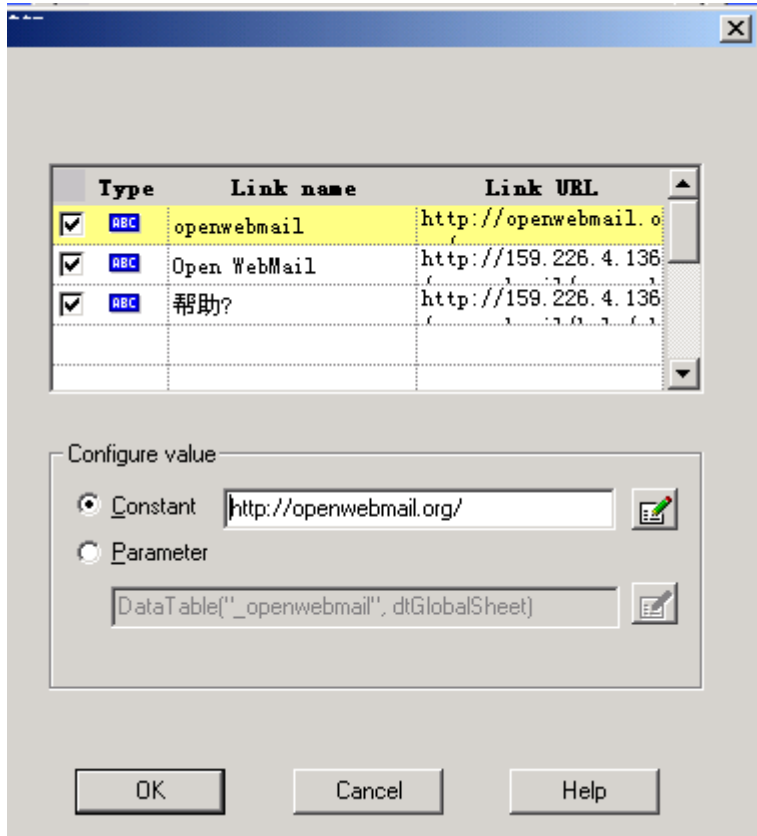 Type Link name Link URL
ABC openwebmail http://openwebmail.o
ABC Open WebMail http://159.226.4.136
ABC 帮助? http://159.226.4.136
Configure value
Constant http://openwebmail.org/
Parameter
DataTable("_openwebmail", dtGlobalSheet)
OK Cancel Help